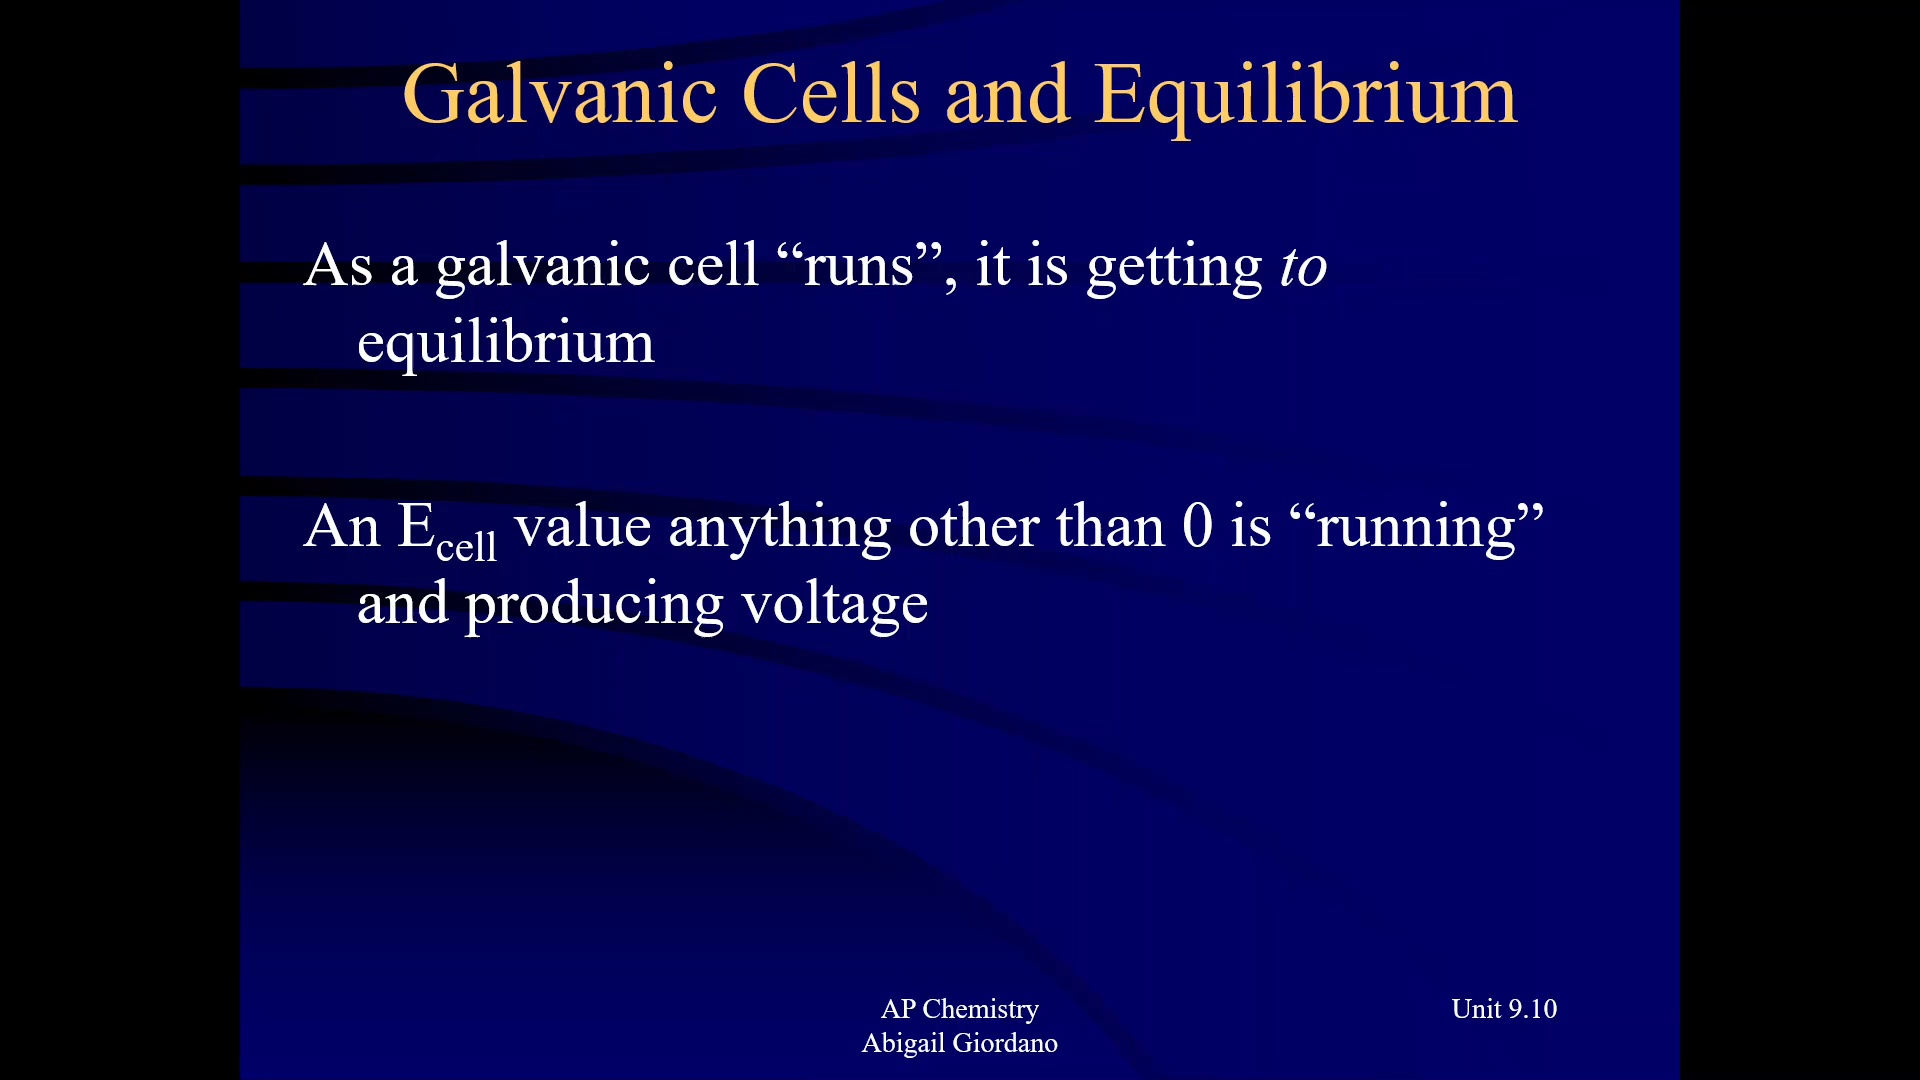 Galvanic Cells and Equilibrium
As a galvanic cell “runs”, it is getting to
equilibrium
An Ecell value anything other than 0 is “running”
and producing voltage
AP Chemistry
Abigail Giordano
Unit 9.10